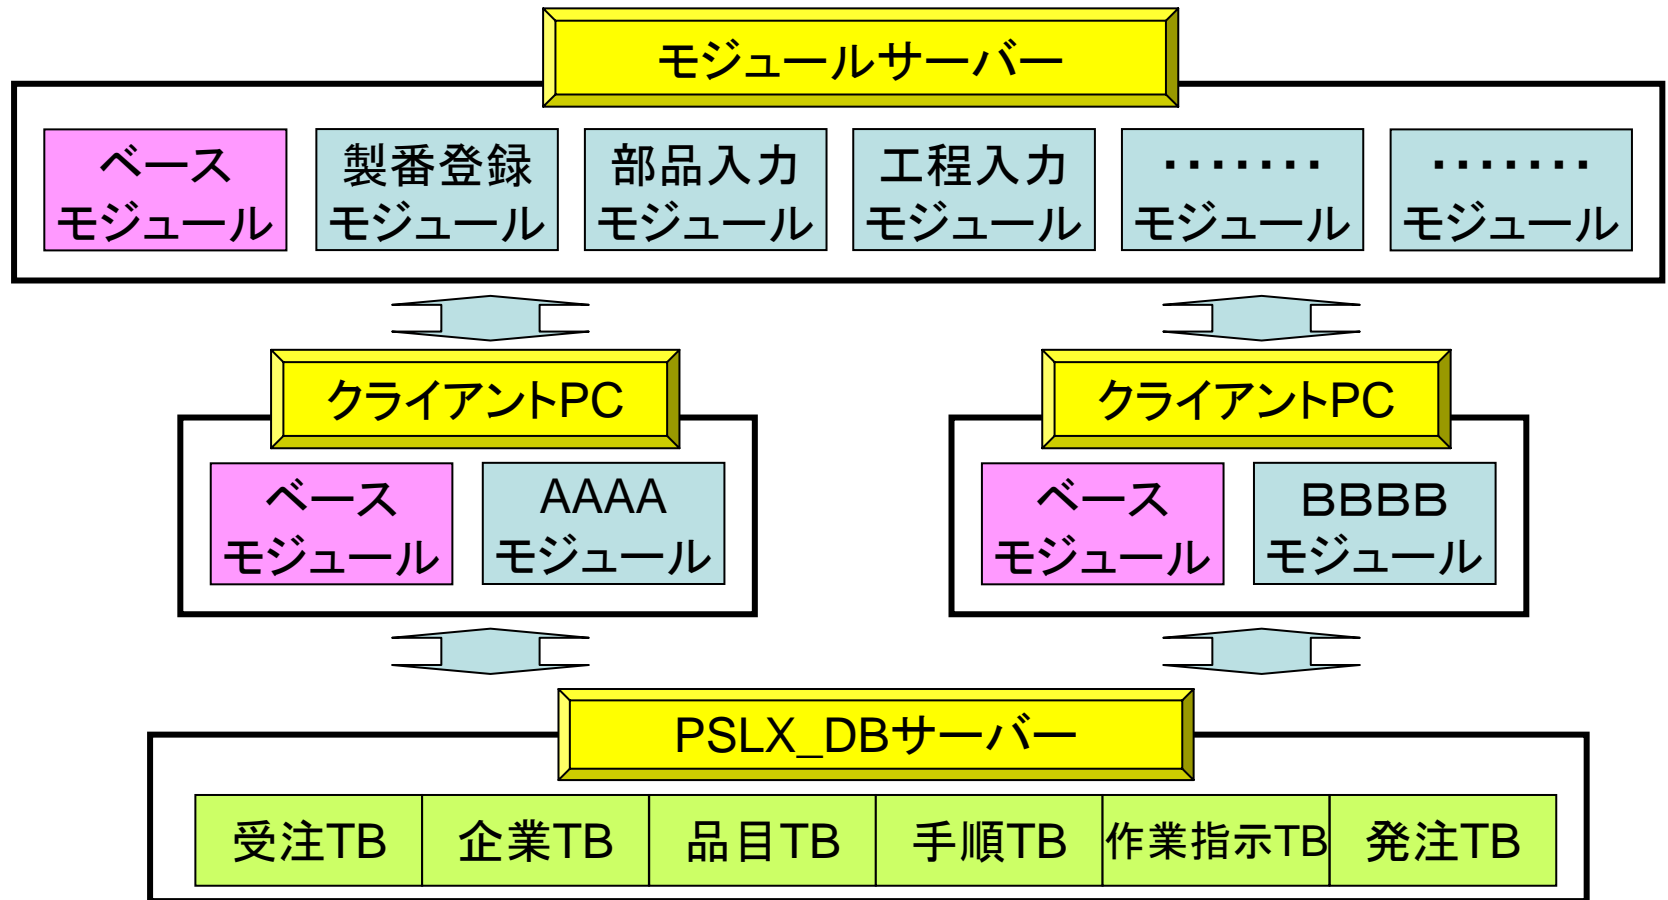 モジュールサーバー
ベース
モジュール
製番登録
モジュール
部品入力
モジュール
工程入力
モジュール
・・・・・・・
モジュール
・・・・・・・
モジュール
クライアントPC
ベース
モジュール
AAAA
モジュール
クライアントPC
ベース
モジュール
ＢＢＢＢ
モジュール
PSLX_DBサーバー
受注TB
企業TB
品目TB
手順TB
作業指示TB
発注TB